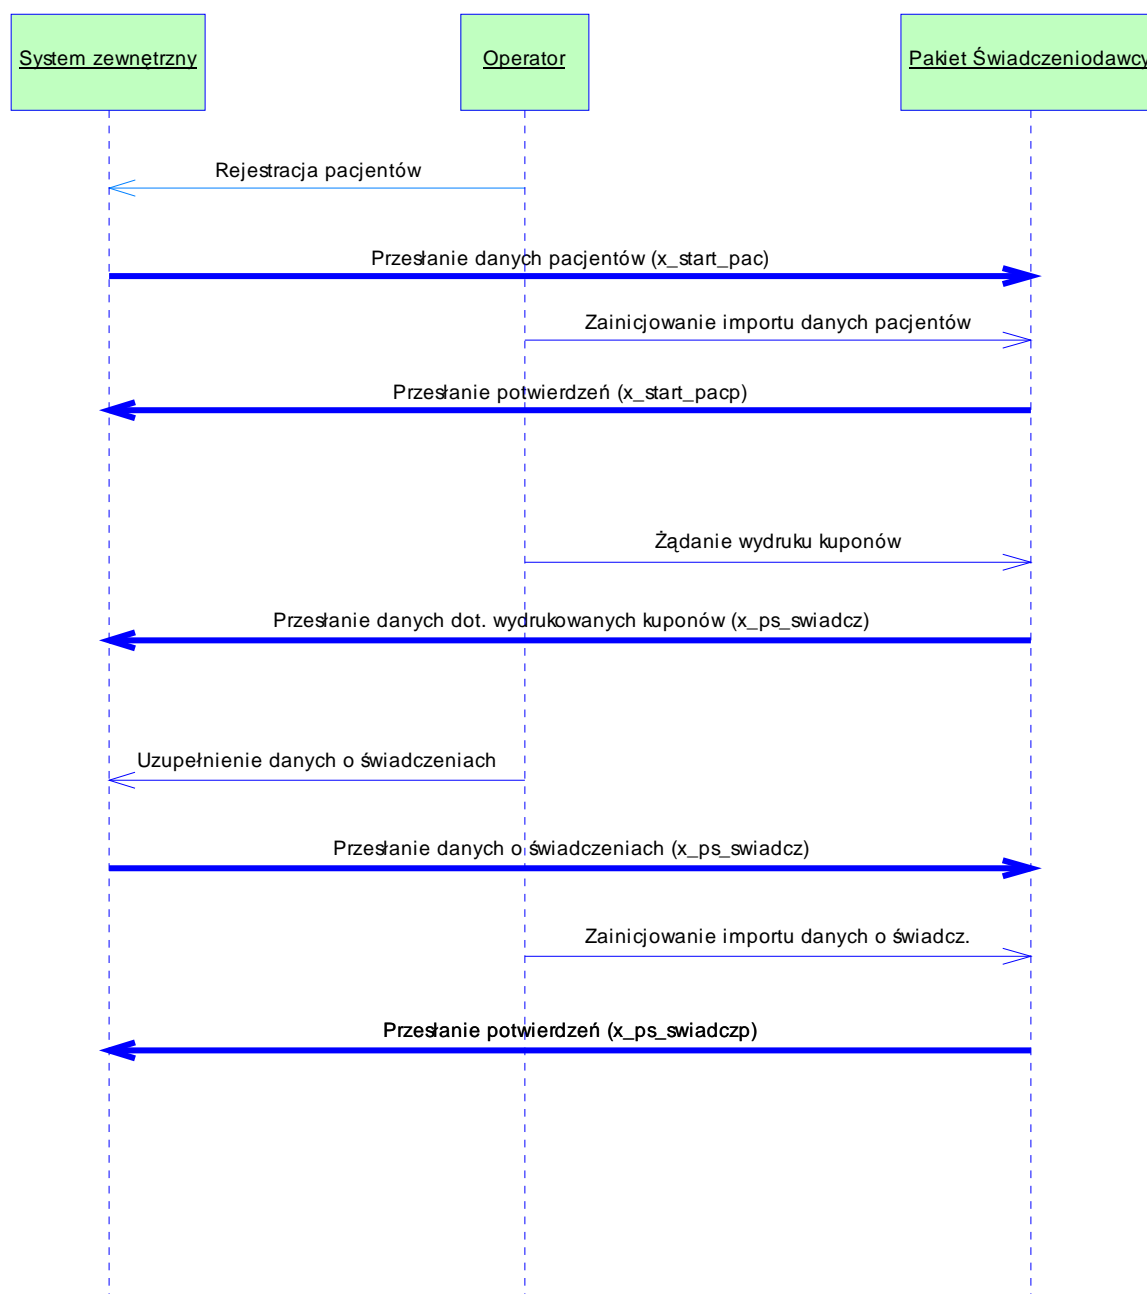 System zewnętrzny
Operator
Pakiet Świadczeniodawcy
Rejestracja pacjentów
Przesłanie danych pacjentów (x_start_pac)
Zainicjowanie importu danych pacjentów
Przesłanie potwierdzeń (x_start_pacp)
Żądanie wydruku kuponów
Przesłanie danych dot. wydrukowanych kuponów (x_ps_swiadcz)
Uzupełnienie danych o świadczeniach
Przesłanie danych o świadczeniach (x_ps_swiadcz)
Zainicjowanie importu danych o świadcz.
Przesłanie potwierdzeń (x_ps_swiadczp)